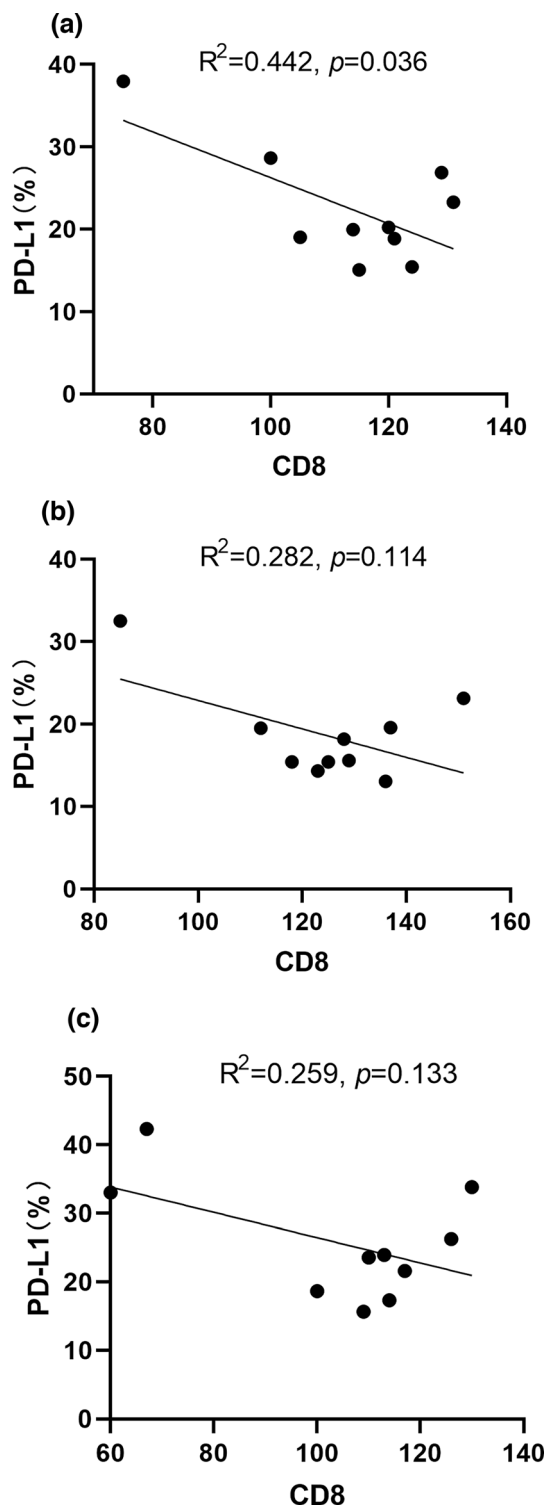 (a)
R²=0.442, p=0.036
40
30
20
10
0
PD-L1（%）
80 100 120 140
CD8
(b)
R²=0.282, p=0.114
40
30
20
10
0
PD-L1（%）
80 100 120 140 160
CD8
(c)
R²=0.259, p=0.133
50
40
30
20
10
0
PD-L1（%）
60 80 100 120 140
CD8